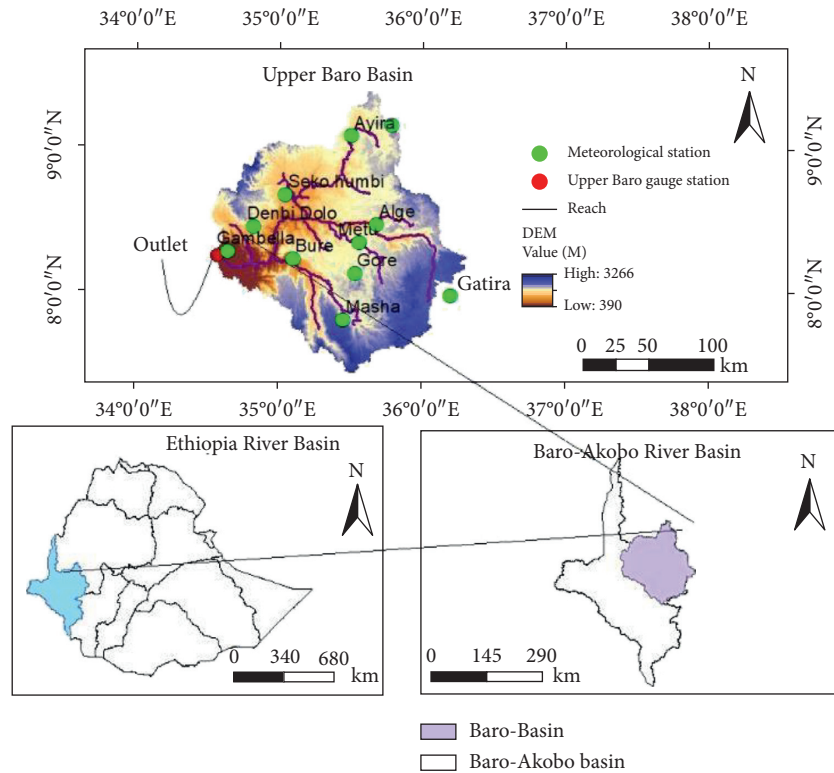 34°0′0″E 35°0′0″E 36°0′0″E 37°0′0″E 38°0′0″E
Upper Baro Basin
N
9°0′0″N
8°0′0″N
Ayira
Seko humbi
Denbi Dolo
Alge
Metu
Gambella
Bure
Gore
Masha
Gatira
Outlet
Meteorological station
Upper Baro gauge station
Reach
DEM
Value (M)
High: 3266
Low: 390
0 25 50 100
km
9°0′0″N
8°0′0″N
34°0′0″E 35°0′0″E 36°0′0″E 37°0′0″E 38°0′0″E
Ethiopia River Basin
N
0 340 680
km
Baro-Akobo River Basin
N
0 145 290
km
Baro-Basin
Baro-Akobo basin